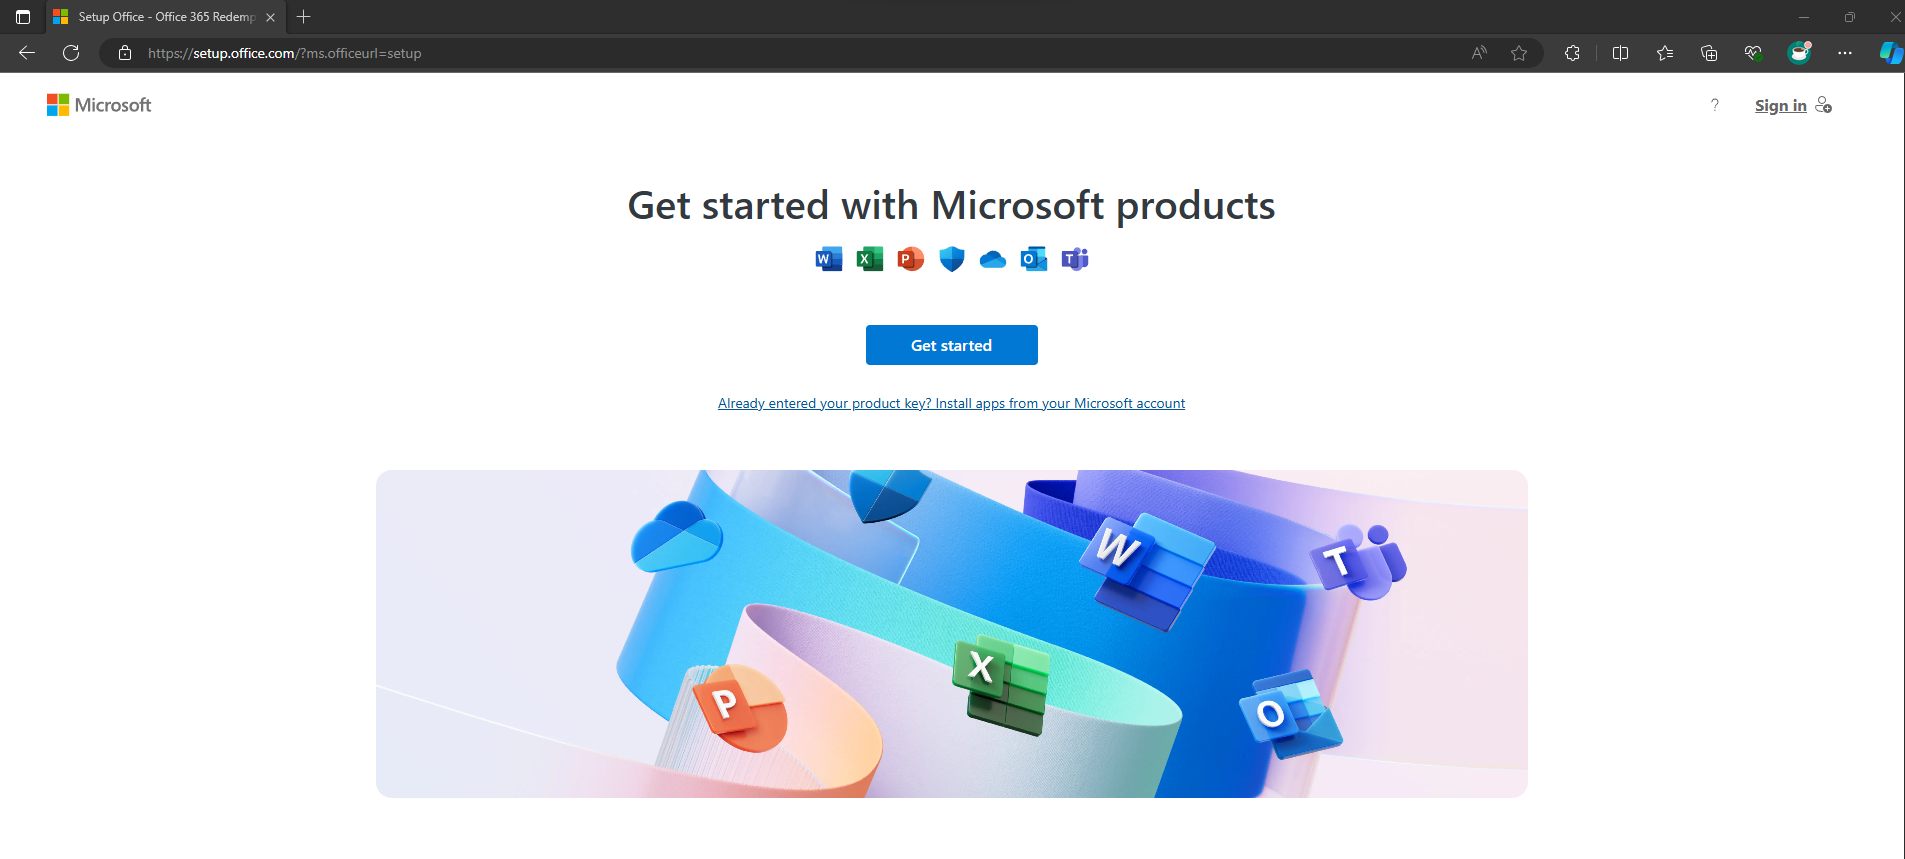 Setup Office - Office 365 Redemp
https://setup.office.com/?ms.officeurl=setup
Microsoft
? Sign in
Get started with Microsoft products
W X P O T
Get started
Already entered your product key? Install apps from your Microsoft account
W
T
X
P
O